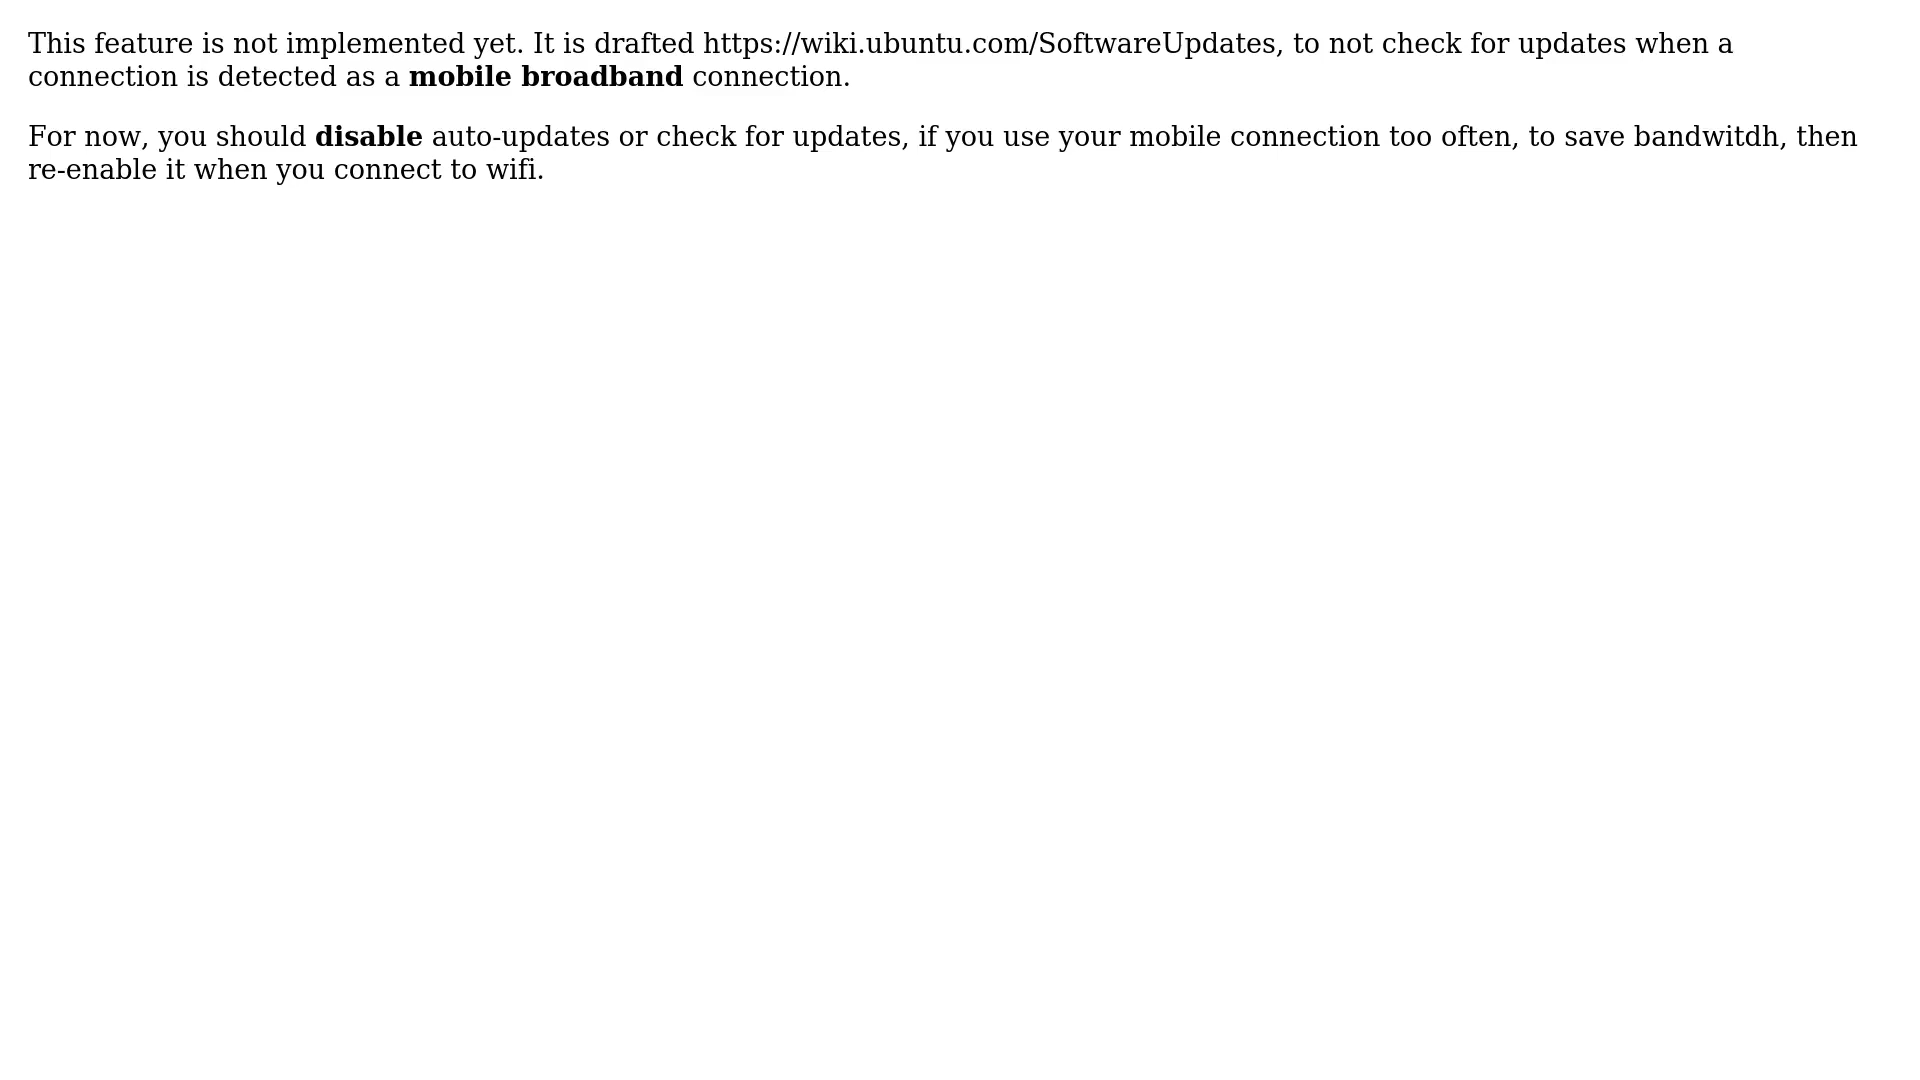 This feature is not implemented yet. It is drafted https://wiki.ubuntu.com/SoftwareUpdates, to not check for updates when a
connection is detected as a mobile broadband connection.
For now, you should disable auto-updates or check for updates, if you use your mobile connection too often, to save bandwitdh, then
re-enable it when you connect to wifi.